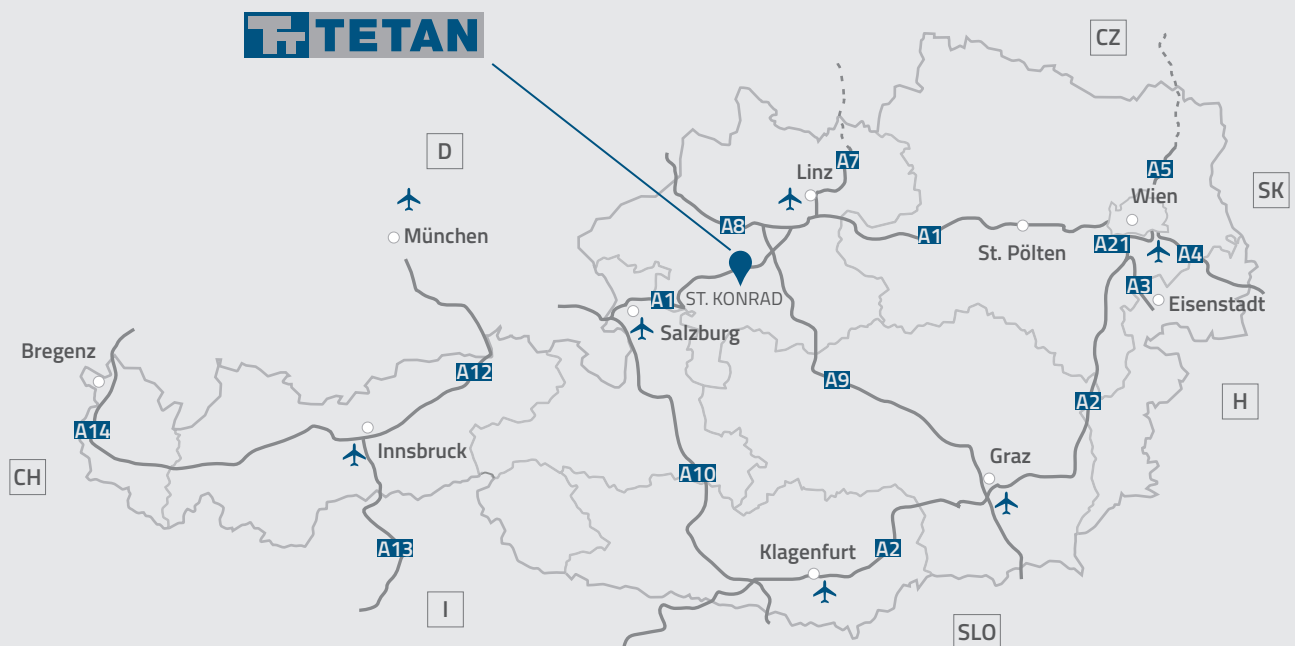 TT TETAN
CZ
D
A7
A5
Linz
SK
Wien
München
A8
A1
A21
St. Pölten
A4
A3
A1
ST. KONRAD
Eisenstadt
Salzburg
Bregenz
A12
A9
A2
H
A14
Innsbruck
Graz
CH
A10
A13
Klagenfurt
A2
I
SLO